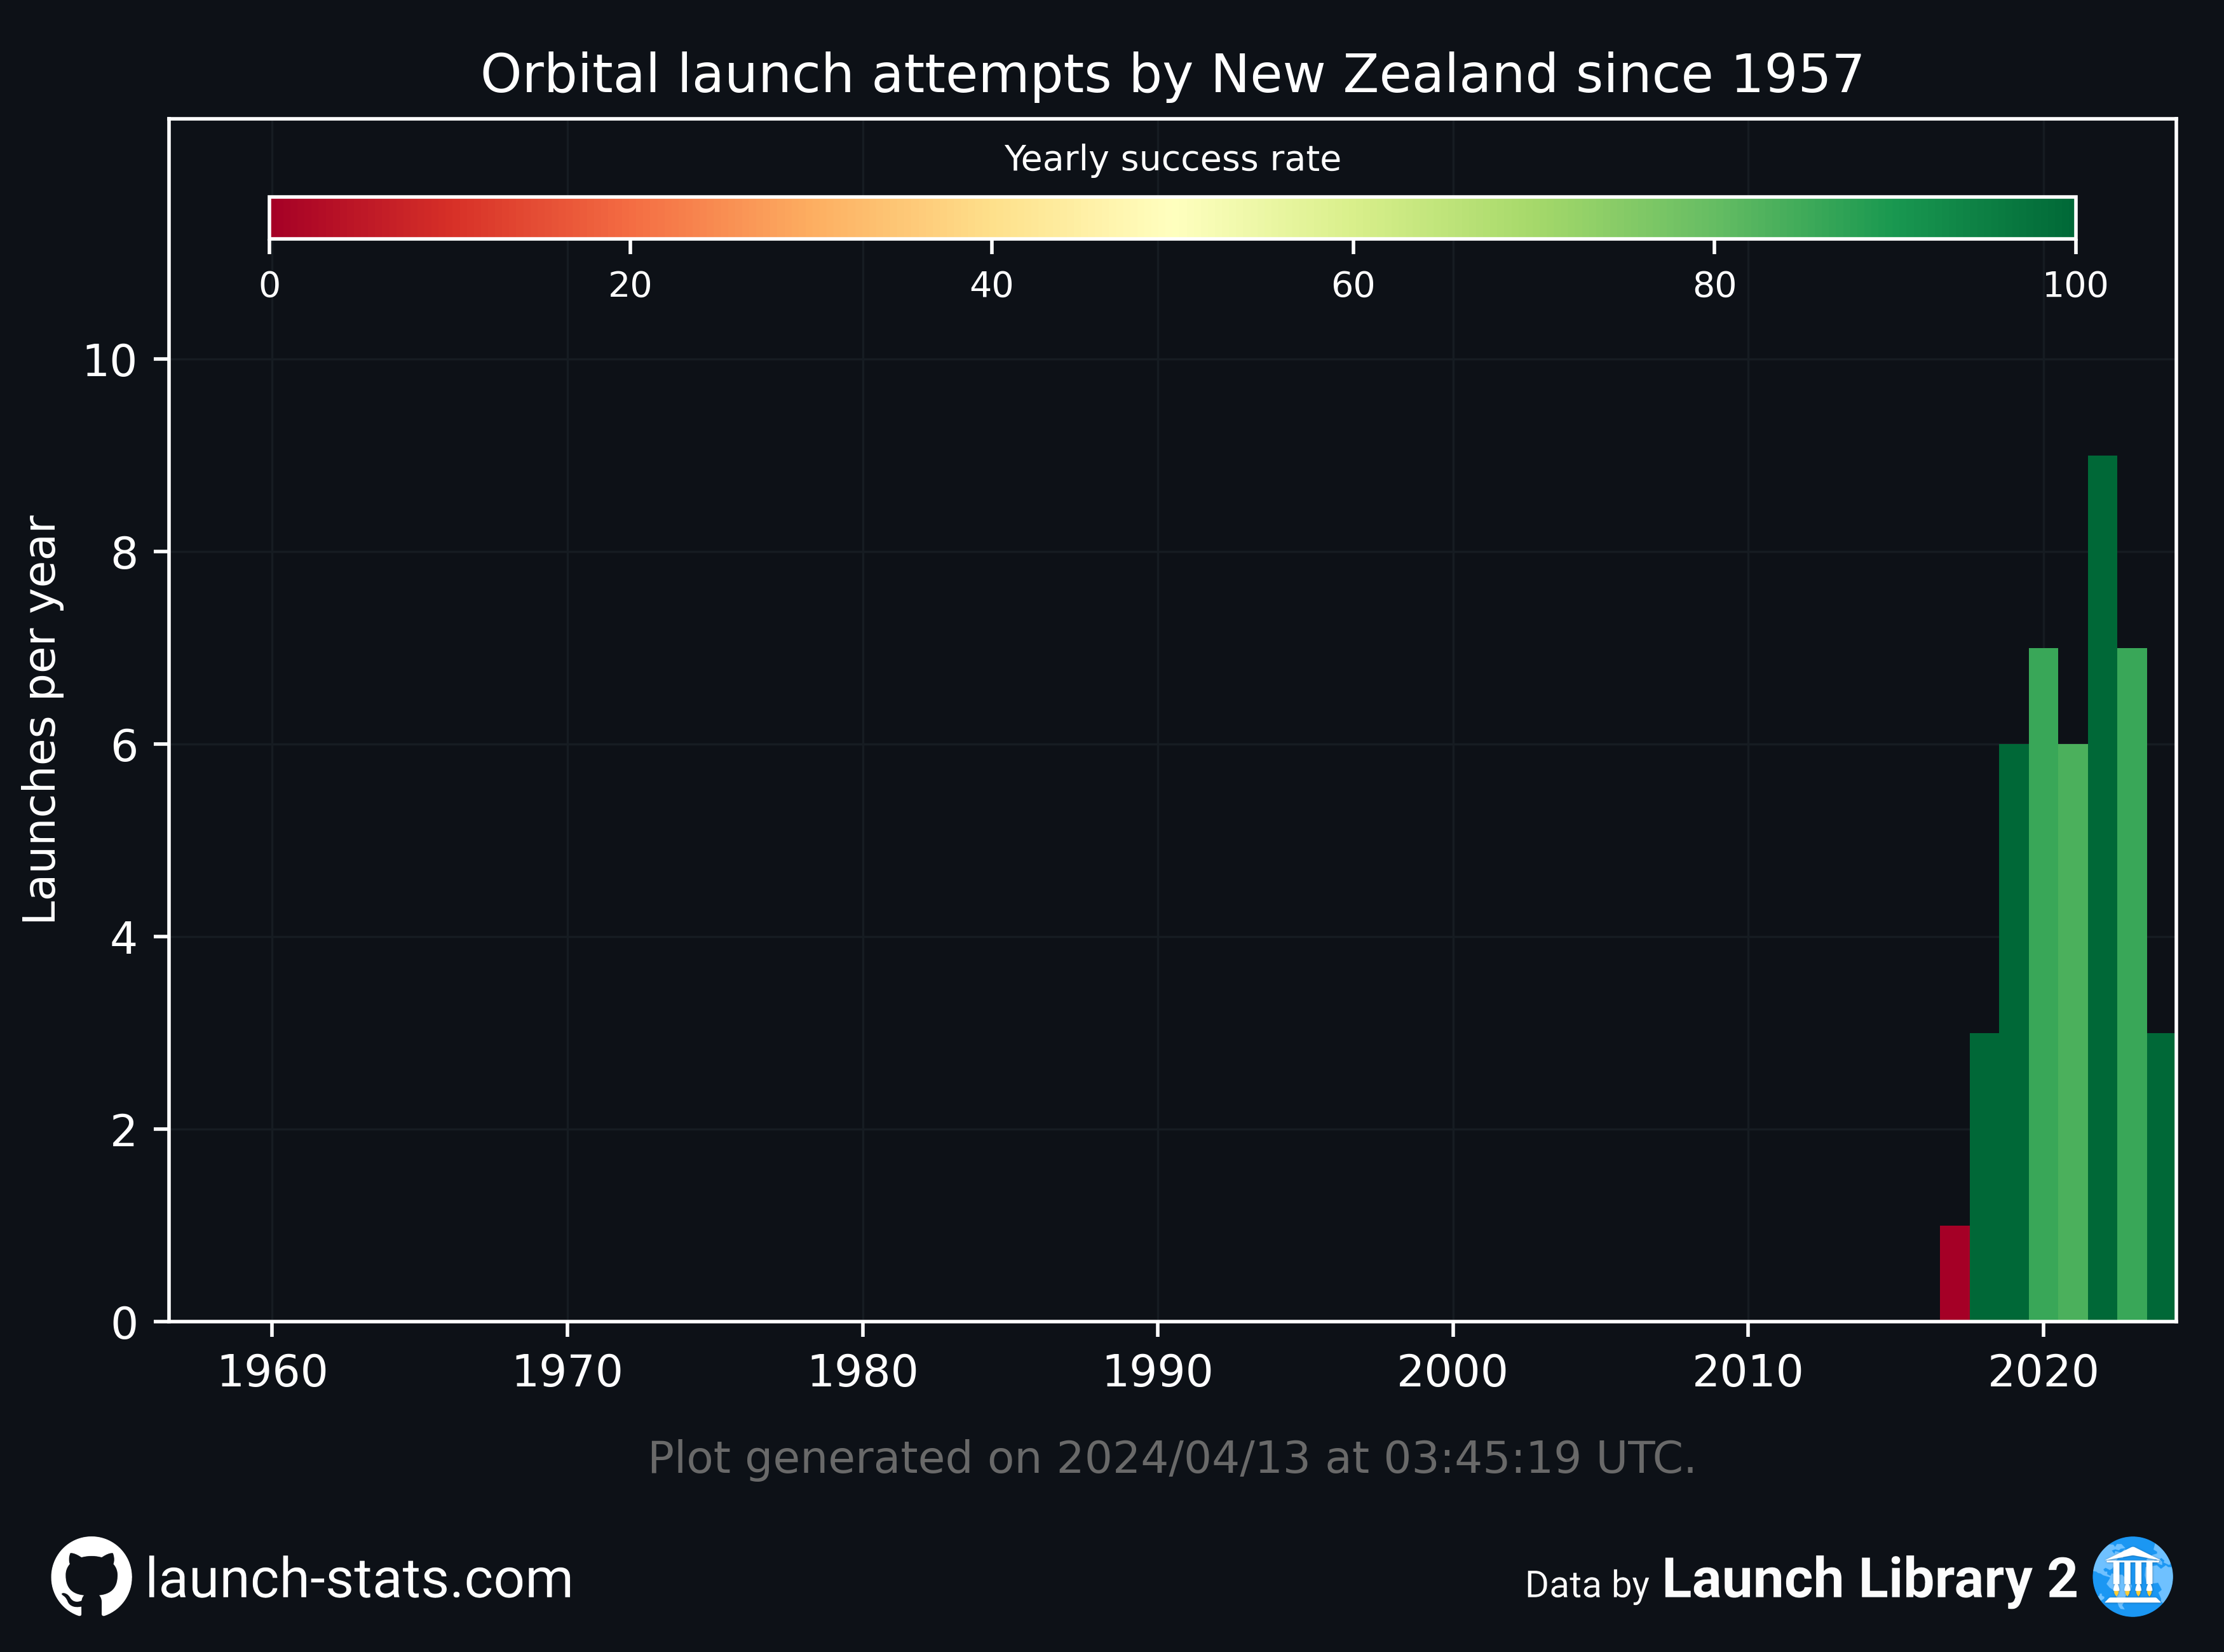 Orbital launch attempts by New Zealand since 1957
Yearly success rate
0 20 40 60 80 100
Launches per year
10
8
6
4
2
0
1960 1970 1980 1990 2000 2010 2020
Plot generated on 2024/04/13 at 03:45:19 UTC.
launch-stats.com
Data by Launch Library 2